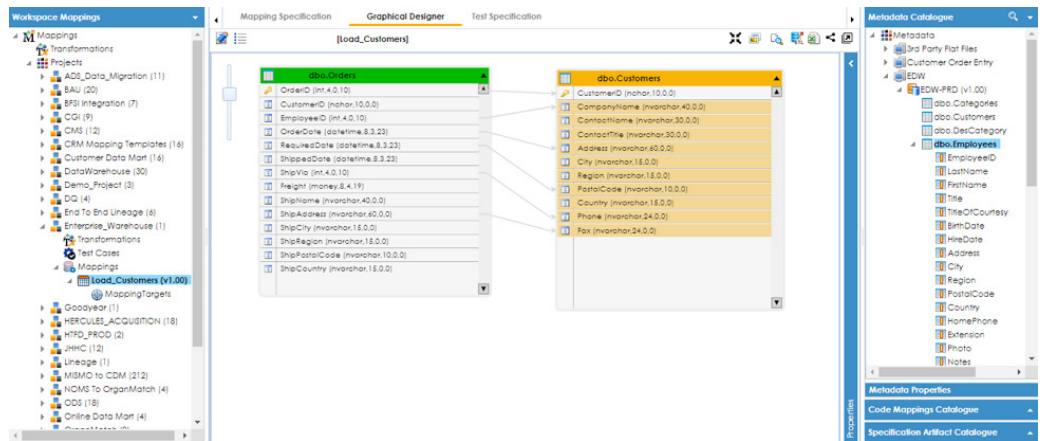 Workspace Mappings
Mappings
Transformations
Projects
ADS_Data_Migration (11)
BAU (20)
BFSI Integration (7)
CGI (9)
CMS (12)
CRM Mapping Templates (16)
Customer Data Mart (16)
DataWarehouse (30)
Demo_Project (3)
DQ (4)
End To End Lineage (6)
Enterprise_Warehouse (1)
Transformations
Test Cases
Mappings
Load_Customers (v1.00)
MappingTargets
Goodyear (1)
HERCULES_ACQUISITION (18)
HTFD_PROD (2)
JHHC (12)
Lineage (1)
MISMO to CDM (212)
NOMS To OrganMatch (4)
ODS (18)
Online Data Mart (4)
Mapping Specification
Graphical Designer
Test Specification
[Load_Customers]
dbo.Orders
OrderID (int,4,0,10)
CustomerID (nchar,10,0,0)
EmployeeID (int,4,0,10)
OrderDate (datetime,8,3,23)
RequiredDate (datetime,8,3,23)
ShippedDate (datetime,8,3,23)
ShipVia (int,4,0,10)
Freight (money,8,4,19)
ShipName (nvarchar,40,0,0)
ShipAddress (nvarchar,60,0,0)
ShipCity (nvarchar,15,0,0)
ShipRegion (nvarchar,15,0,0)
ShipPostalCode (nvarchar,10,0,0)
ShipCountry (nvarchar,15,0,0)
dbo.Customers
CustomerID (nchar,10,0,0)
CompanyName (nvarchar,40,0,0)
ContactName (nvarchar,30,0,0)
ContactTitle (nvarchar,30,0,0)
Address (nvarchar,60,0,0)
City (nvarchar,15,0,0)
Region (nvarchar,15,0,0)
PostalCode (nvarchar,10,0,0)
Country (nvarchar,15,0,0)
Phone (nvarchar,24,0,0)
Fax (nvarchar,24,0,0)
Properties
Metadata Catalogue
Metadata
3rd Party Flat Files
Customer Order Entry
EDW
EDW-PRD (v1.00)
dbo.Categories
dbo.Customers
dbo.DesCategory
dbo.Employees
EmployeeID
LastName
FirstName
Title
TitleOfCourtesy
BirthDate
HireDate
Address
City
Region
PostalCode
Country
HomePhone
Extension
Photo
Notes
Metadata Properties
Code Mappings Catalogue
Specification Artifact Catalogue